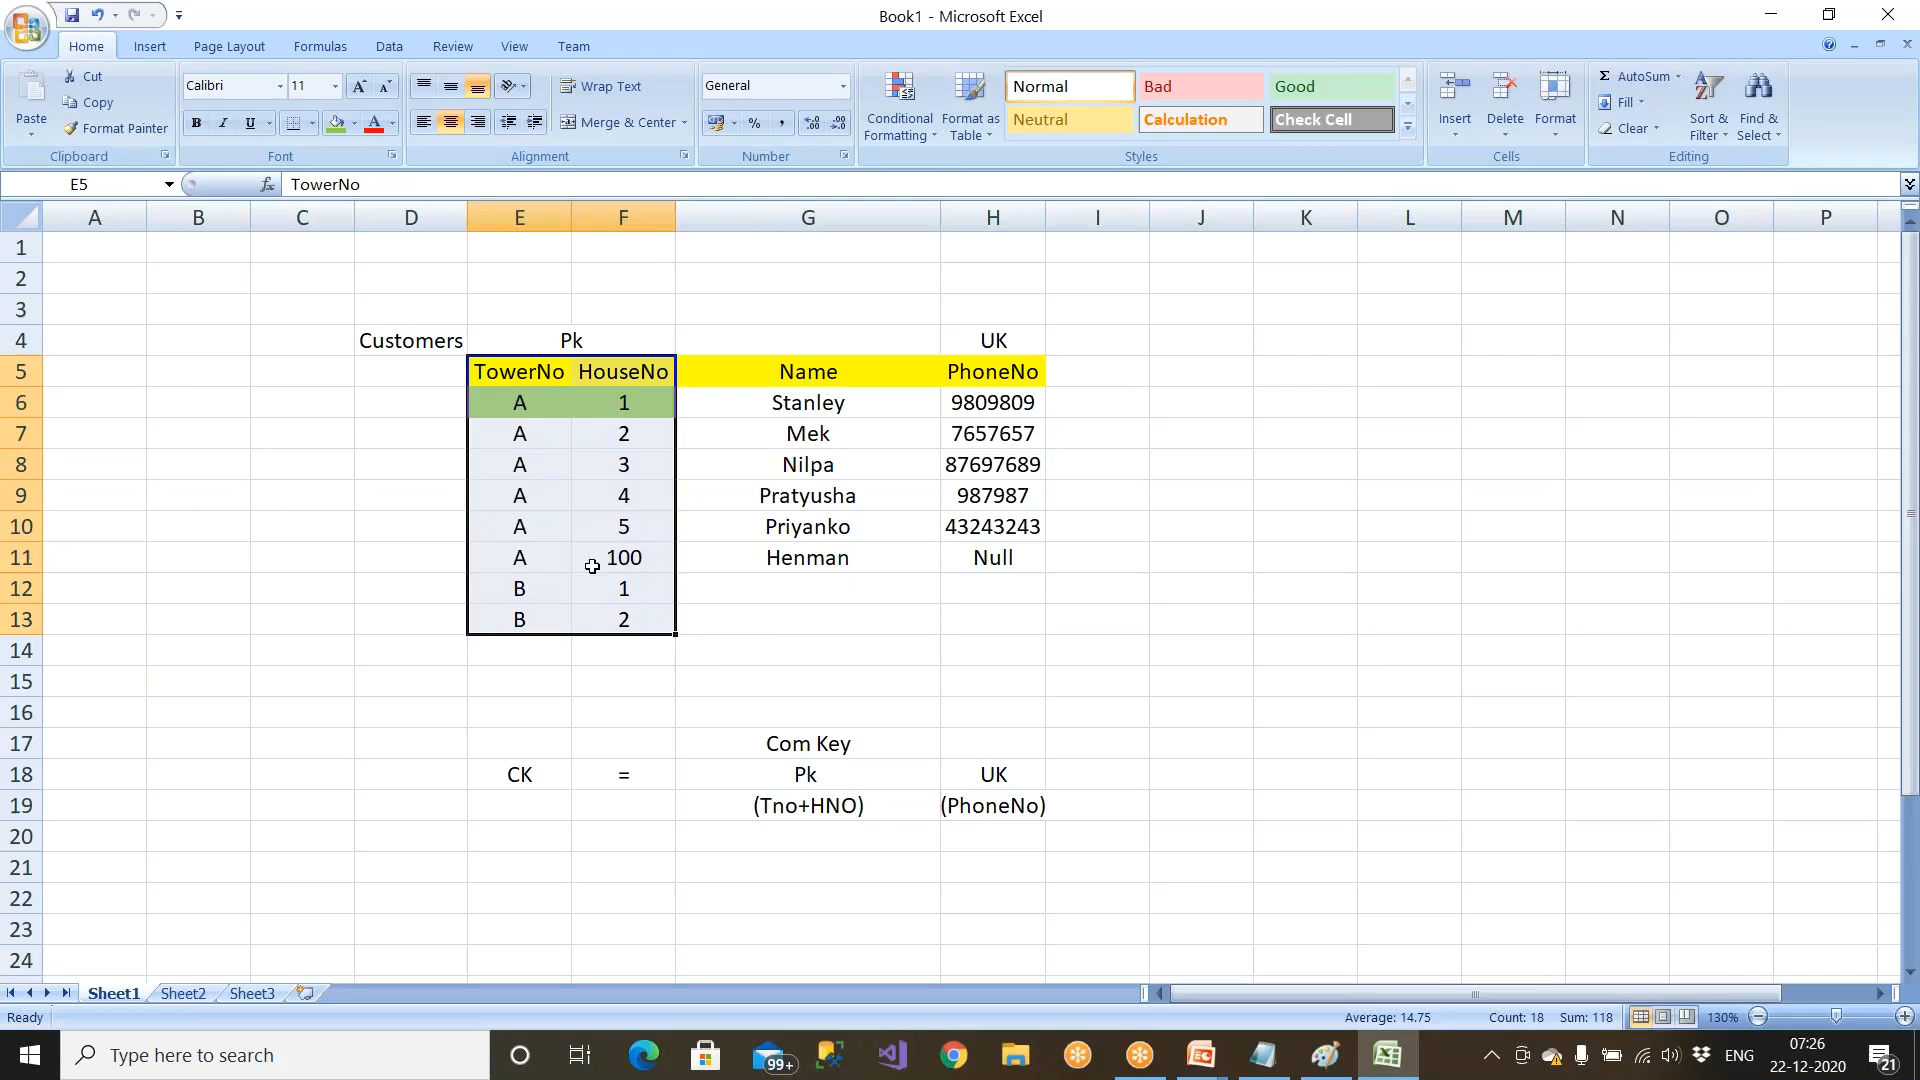 Book1 - Microsoft Excel
Home Insert Page Layout Formulas Data Review View Team
Paste
Cut
Copy
Format Painter
Clipboard
Calibri 11
B I U
Font
Wrap Text
Merge & Center
Alignment
General
Number
Conditional Formatting
Format as Table
Normal Bad Good
Neutral Calculation Check Cell
Styles
Insert Delete Format
Cells
AutoSum
Fill
Clear
Sort & Filter
Find & Select
Editing
E5 fx TowerNo
A B C D E F G H I J K L M N O P
1
2
3
4 Customers Pk UK
5 TowerNo HouseNo Name PhoneNo
6 A 1 Stanley 9809809
7 A 2 Mek 7657657
8 A 3 Nilpa 87697689
9 A 4 Pratyusha 987987
10 A 5 Priyanko 43243243
11 A 100 Henman Null
12 B 1
13 B 2
14
15
16
17 Com Key
18 CK = Pk UK
19 (Tno+HNO) (PhoneNo)
20
21
22
23
24
Sheet1 Sheet2 Sheet3
Ready Average: 14.75 Count: 18 Sum: 118 130%
Type here to search 99+ ENG 07:26
22-12-2020 21